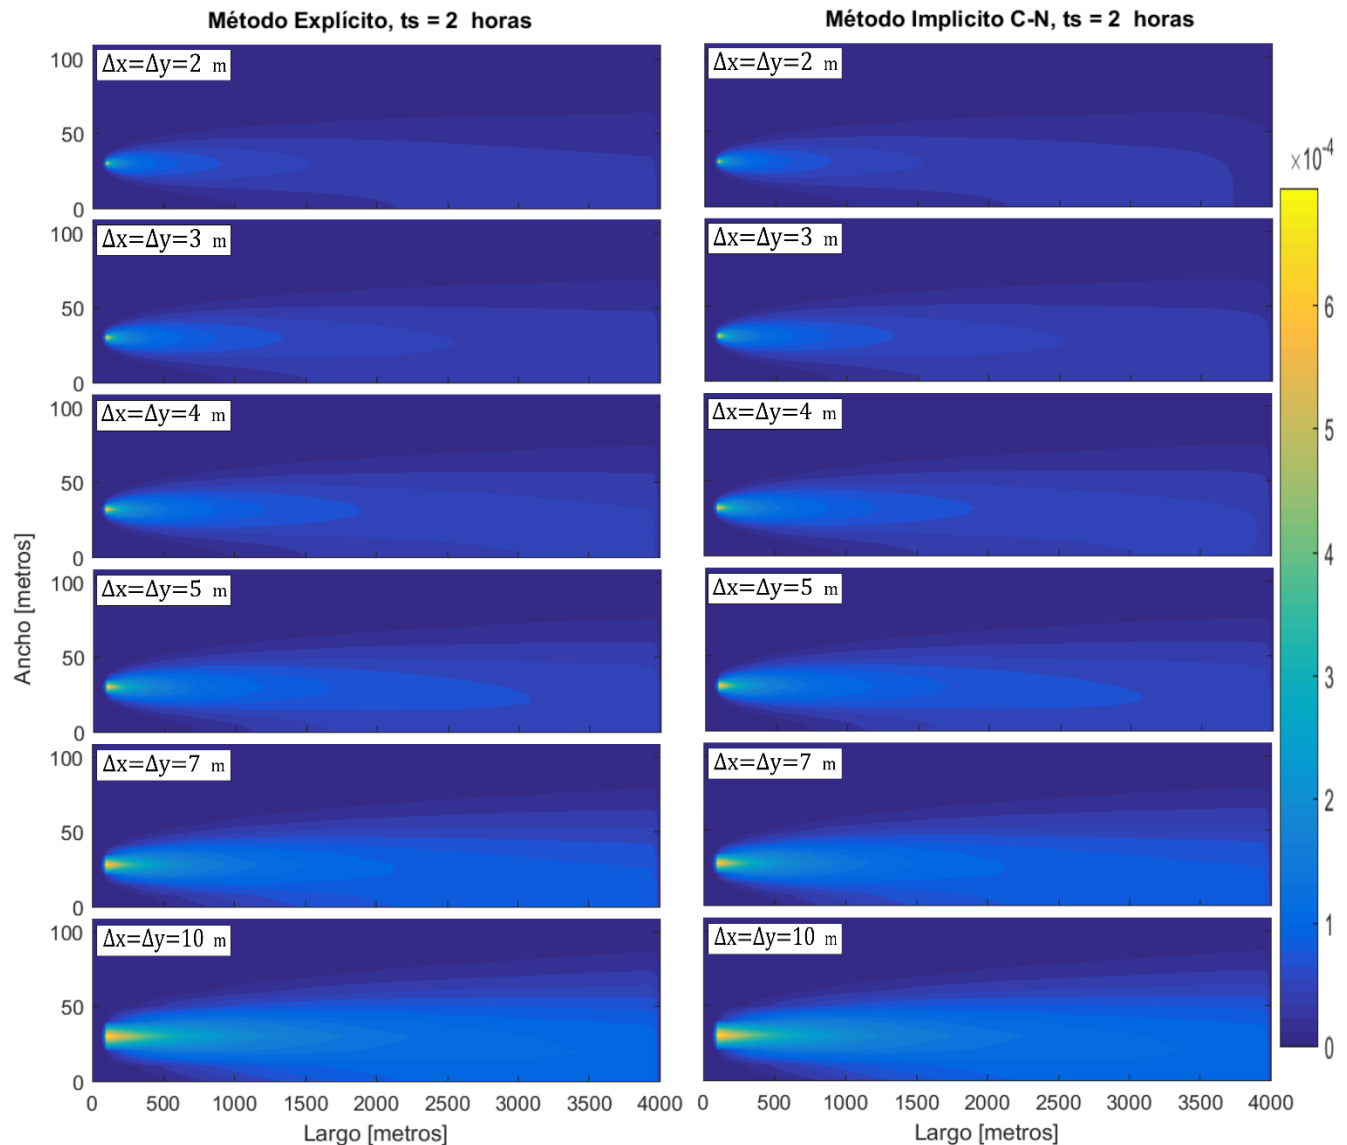 Método Explícito, ts = 2 horas
Método Implicito C-N, ts = 2 horas
100
50
0
Δx=Δy=2 m
Δx=Δy=2 m
×10-4
100
50
0
Δx=Δy=3 m
Δx=Δy=3 m
100
50
0
Δx=Δy=4 m
Δx=Δy=4 m
100
50
0
Δx=Δy=5 m
Δx=Δy=5 m
100
50
0
Δx=Δy=7 m
Δx=Δy=7 m
100
50
0
Δx=Δy=10 m
Δx=Δy=10 m
6
5
4
3
2
1
0
Ancho [metros]
0 500 1000 1500 2000 2500 3000 3500 4000
0 500 1000 1500 2000 2500 3000 3500 4000
Largo [metros]
Largo [metros]